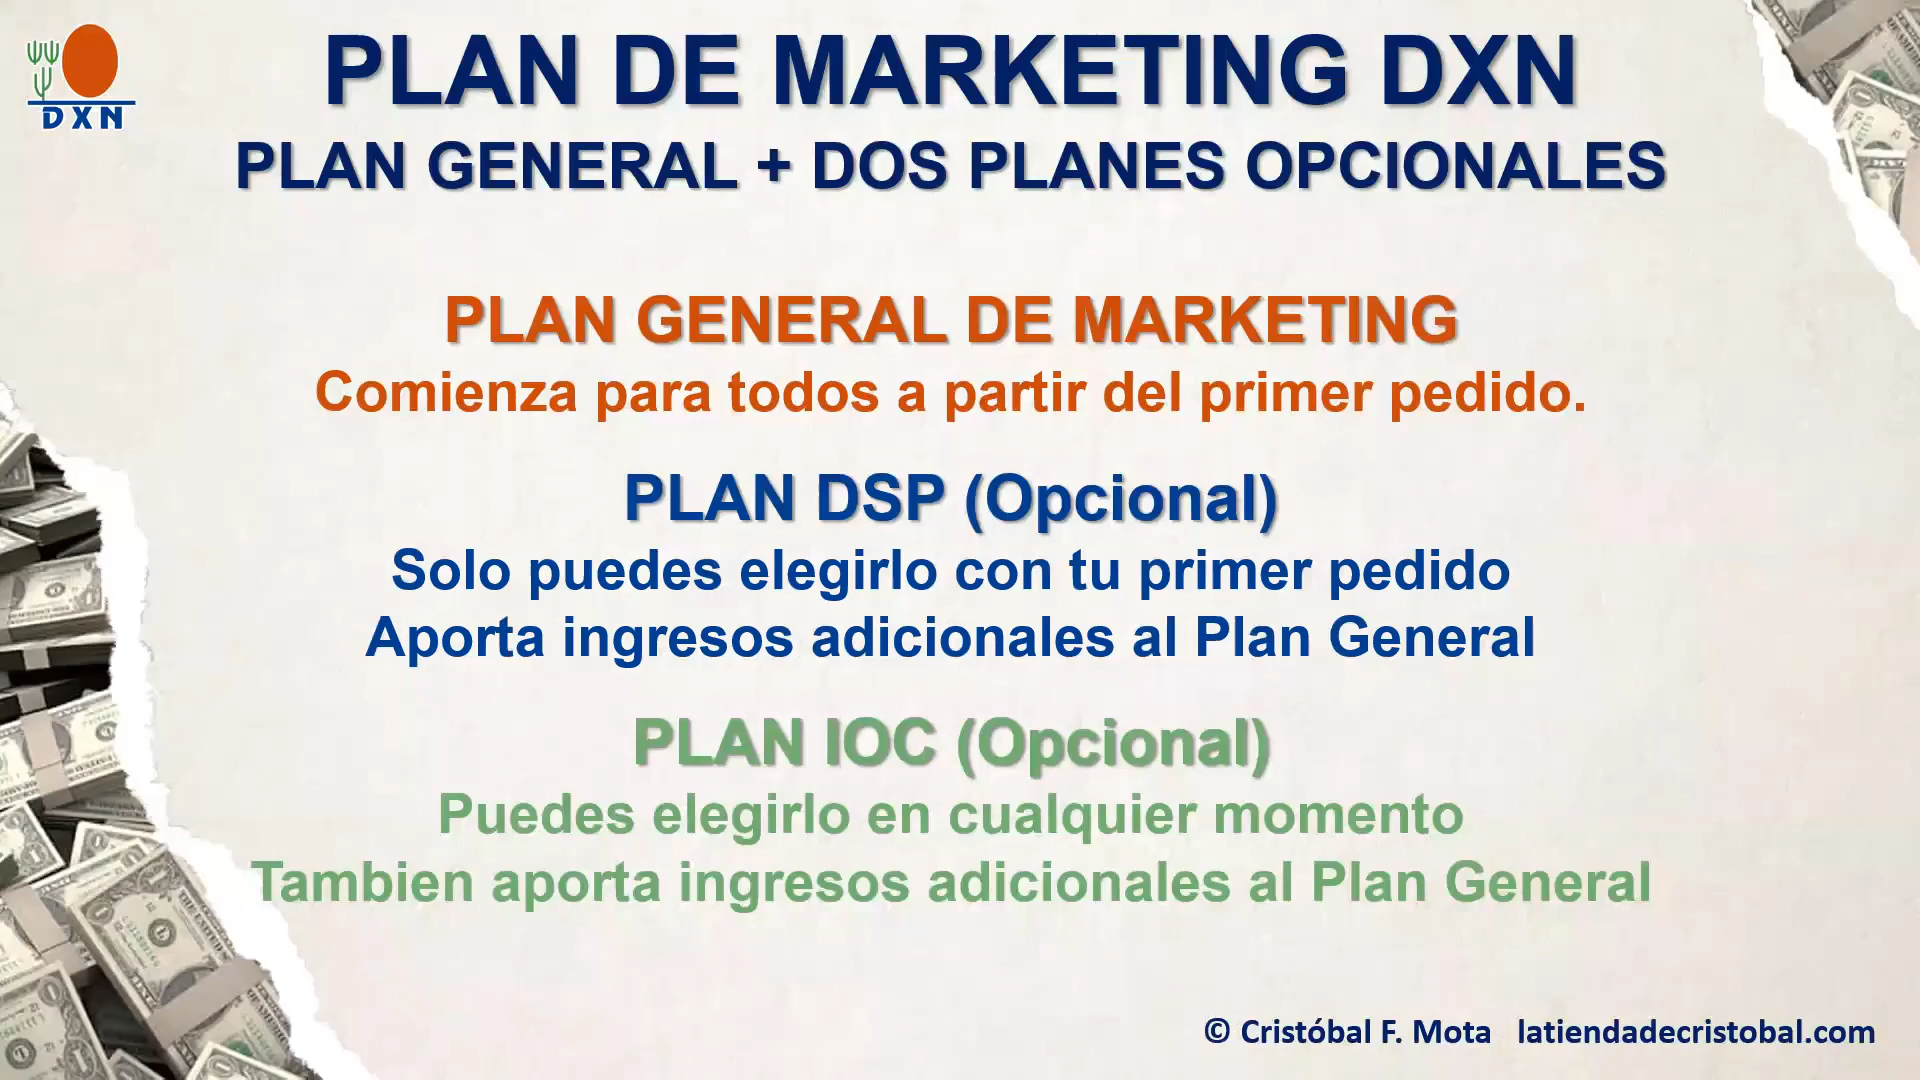 DXN
PLAN DE MARKETING DXN
PLAN GENERAL + DOS PLANES OPCIONALES
PLAN GENERAL DE MARKETING
Comienza para todos a partir del primer pedido.
PLAN DSP (Opcional)
Solo puedes elegirlo con tu primer pedido
Aporta ingresos adicionales al Plan General
PLAN IOC (Opcional)
Puedes elegirlo en cualquier momento
Tambien aporta ingresos adicionales al Plan General
© Cristóbal F. Mota latiendadecristobal.com